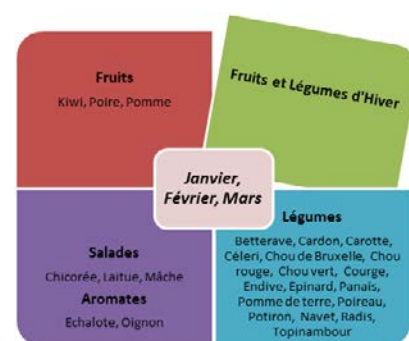 Fruits
Kiwi, Poire, Pomme
Fruits et Légumes d'Hiver
Janvier,
Février, Mars
Salades
Chicorée, Laitue, Mâche
Aromates
Echalote, Oignon
Légumes
Betterave, Cardon, Carotte,
Céleri, Chou de Bruxelle, Chou
rouge, Chou vert, Courge,
Endive, Epinard, Panais,
Pomme de terre, Poireau,
Potiron, Navet, Radis,
Topinambour